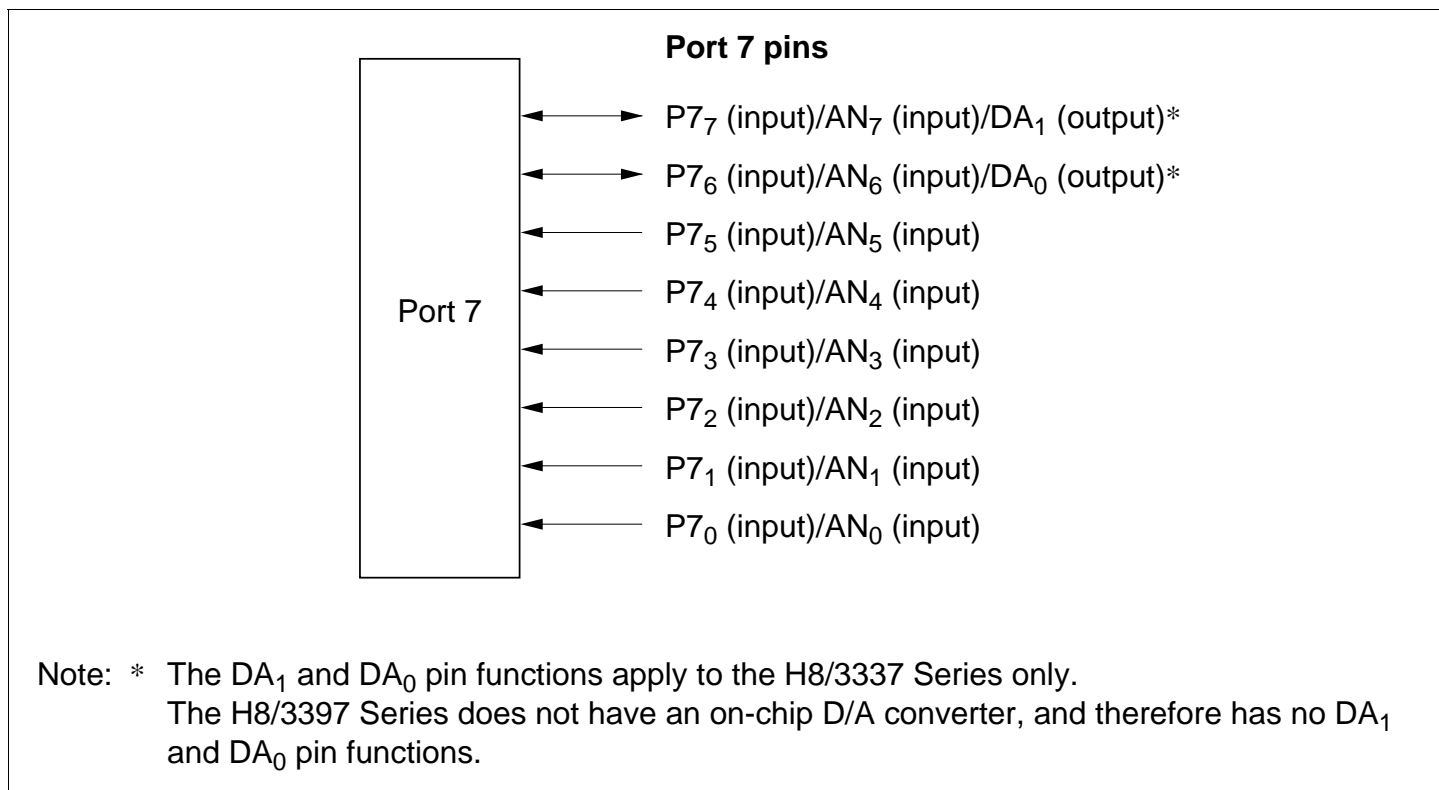 Port 7 pins
P7₇ (input)/AN₇ (input)/DA₁ (output)*
P7₆ (input)/AN₆ (input)/DA₀ (output)*
P7₅ (input)/AN₅ (input)
P7₄ (input)/AN₄ (input)
Port 7
P7₃ (input)/AN₃ (input)
P7₂ (input)/AN₂ (input)
P7₁ (input)/AN₁ (input)
P7₀ (input)/AN₀ (input)
Note: * The DA₁ and DA₀ pin functions apply to the H8/3337 Series only.
The H8/3397 Series does not have an on-chip D/A converter, and therefore has no DA₁
and DA₀ pin functions.